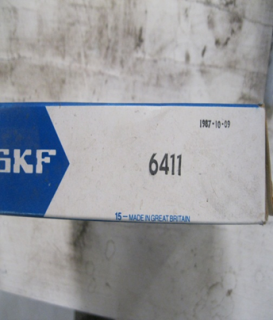 SKF
1987-10-09
6411
15-MADE IN GREAT BRITAIN